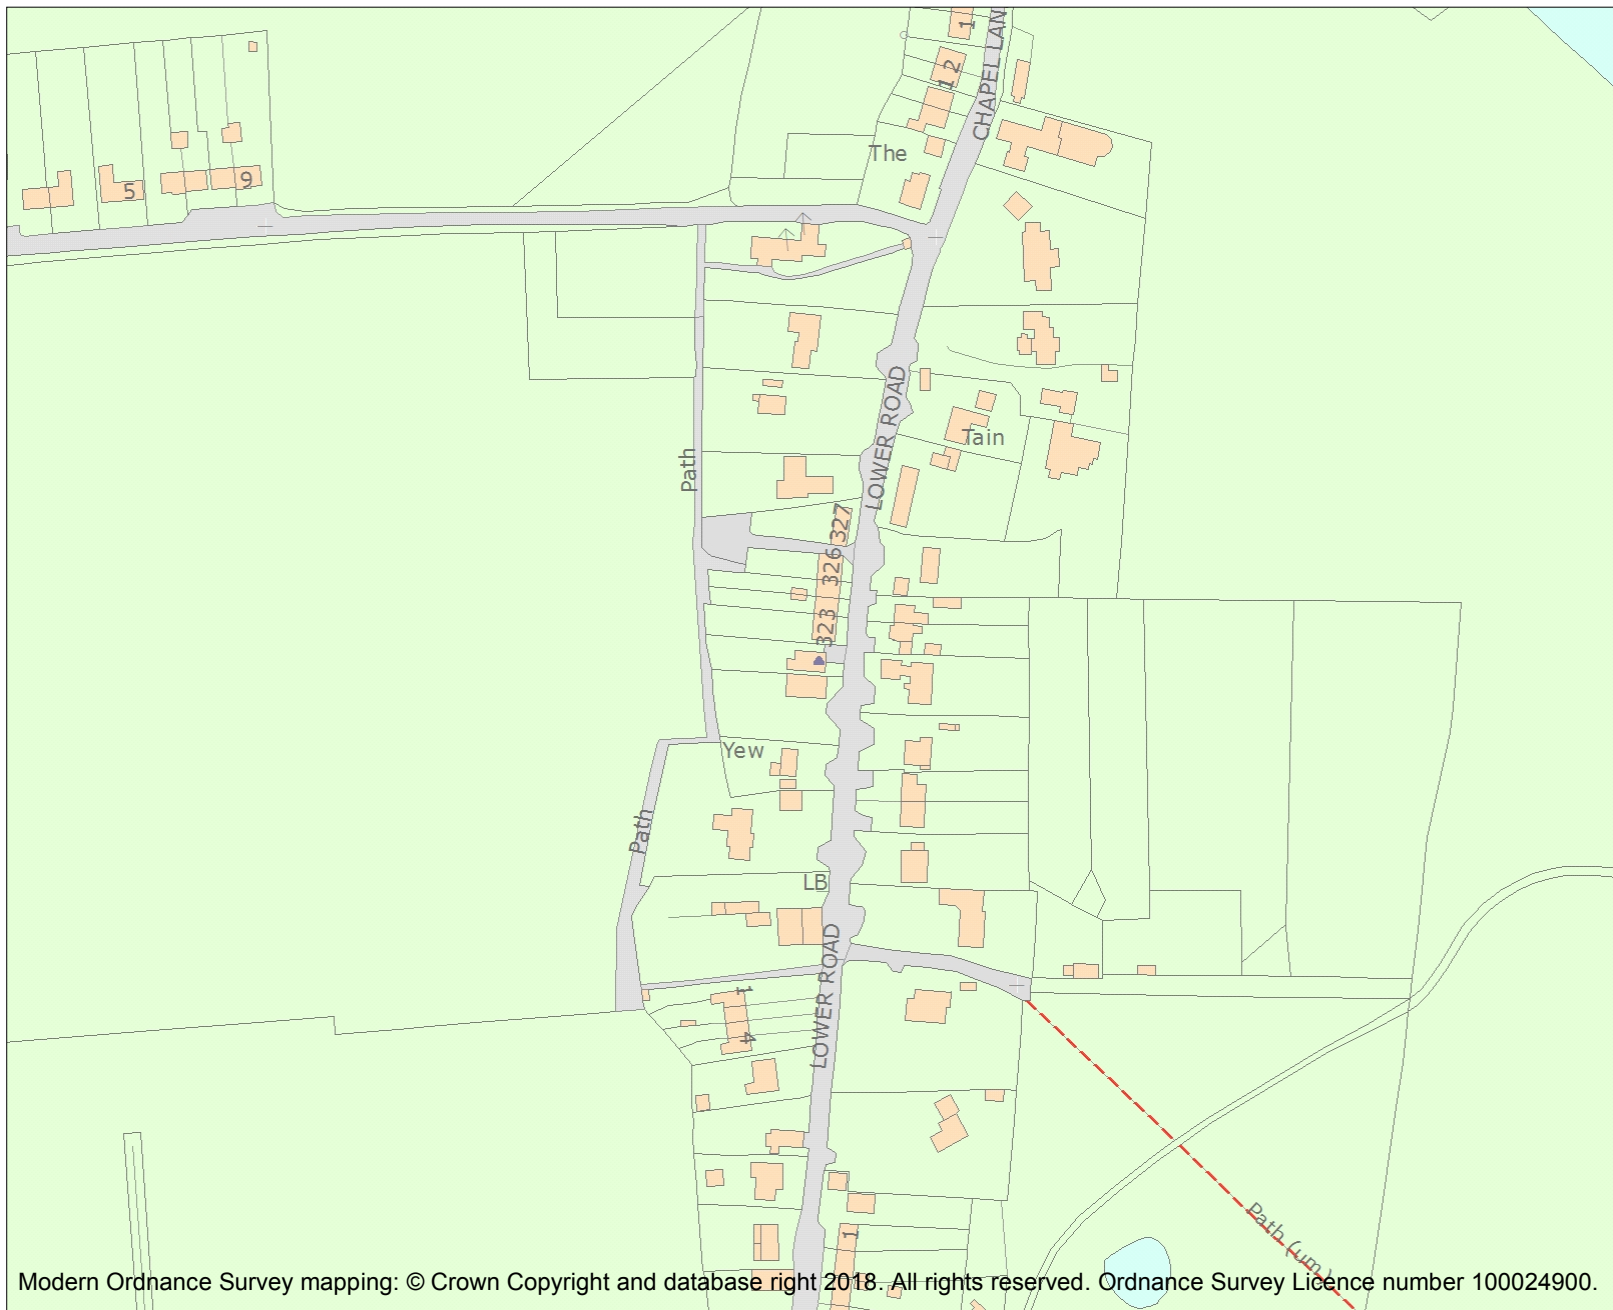 1
CHAPEL LAN
1 2
The
5
9
LOWER ROAD
Tain
Path
327
326
323
Yew
Path
LB
LOWER ROAD
1
4
1
Path (um)
Modern Ordnance Survey mapping: © Crown Copyright and database right 2018. All rights reserved. Ordnance Survey Licence number 100024900.